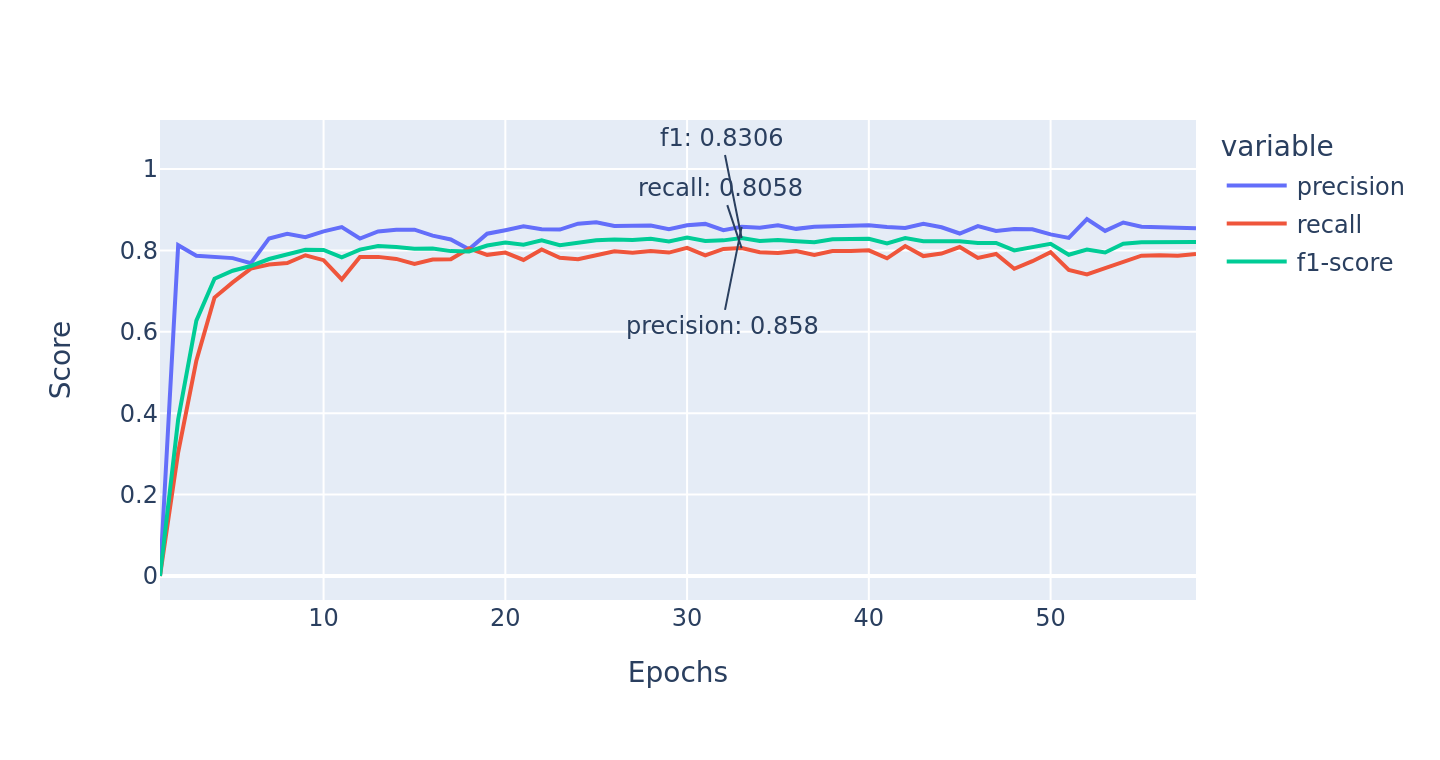 f1: 0.8306
recall: 0.8058
precision: 0.858
1
0.8
0.6
0.4
0.2
0
Score
10
20
30
40
50
Epochs
variable
precision
recall
f1-score